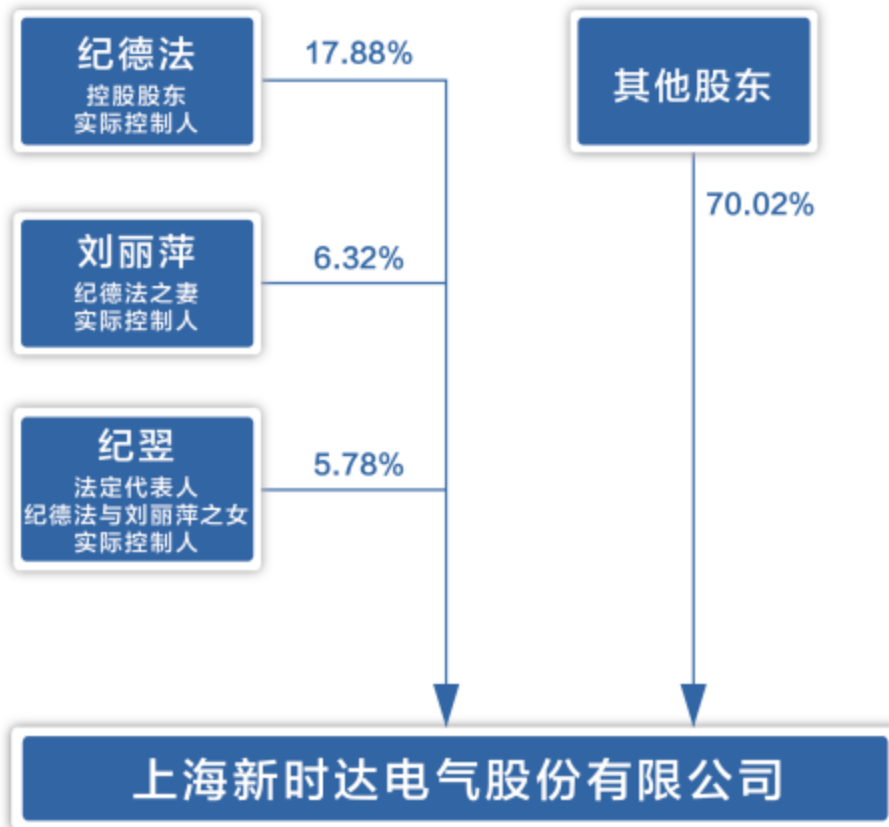 纪德法
控股股东
实际控制人
17.88%
其他股东
70.02%
刘丽萍
纪德法之妻
实际控制人
6.32%
纪翌
法定代表人
纪德法与刘丽萍之女
实际控制人
5.78%
上海新时达电气股份有限公司